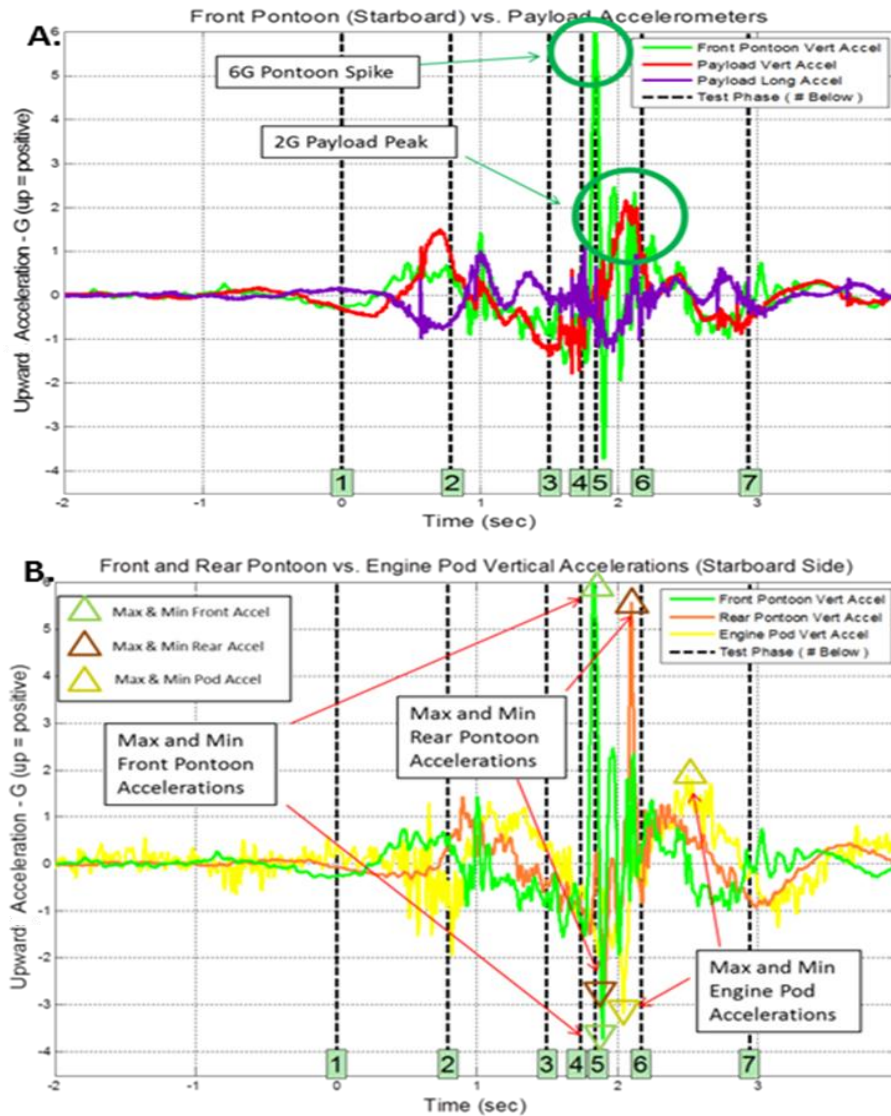 Front Pontoon (Starboard) vs. Payload Accelerometers
A.
6
5
4
3
2
1
0
-1
-2
-3
-4
Upward Acceleration - G (up = positive)
6G Pontoon Spike
2G Payload Peak
Front Pontoon Vert Accel
Payload Vert Accel
Payload Long Accel
Test Phase ( # Below )
1
2
3
4
5
6
7
-2
-1
0
1
2
3
Time (sec)
B.
Front and Rear Pontoon vs. Engine Pod Vertical Accelerations (Starboard Side)
6
5
4
3
2
1
0
-1
-2
-3
-4
Upward Acceleration - G (up = positive)
Max & Min Front Accel
Max & Min Rear Accel
Max & Min Pod Accel
Front Pontoon Vert Accel
Rear Pontoon Vert Accel
Engine Pod Vert Accel
Test Phase ( # Below )
Max and Min
Front Pontoon
Accelerations
Max and Min
Rear Pontoon
Accelerations
Max and Min
Engine Pod
Accelerations
1
2
3
4
5
6
7
-2
-1
0
1
2
3
Time (sec)